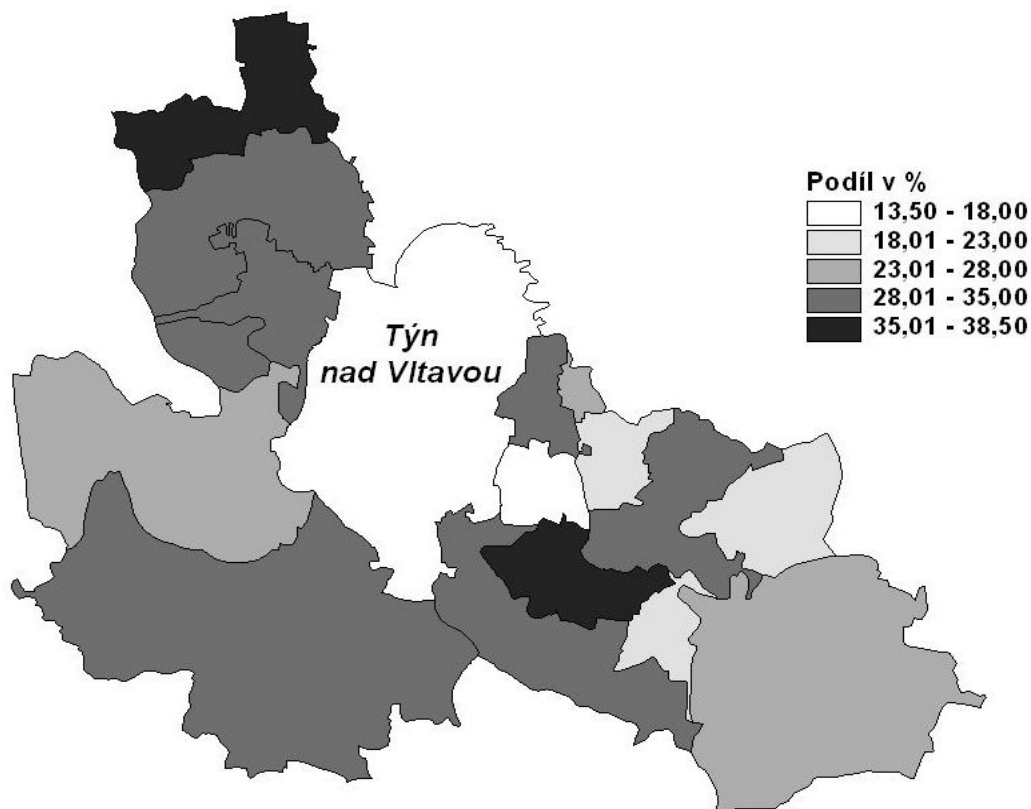 Podíl v %
13,50 - 18,00
18,01 - 23,00
23,01 - 28,00
28,01 - 35,00
35,01 - 38,50
Týn
nad Vltavou